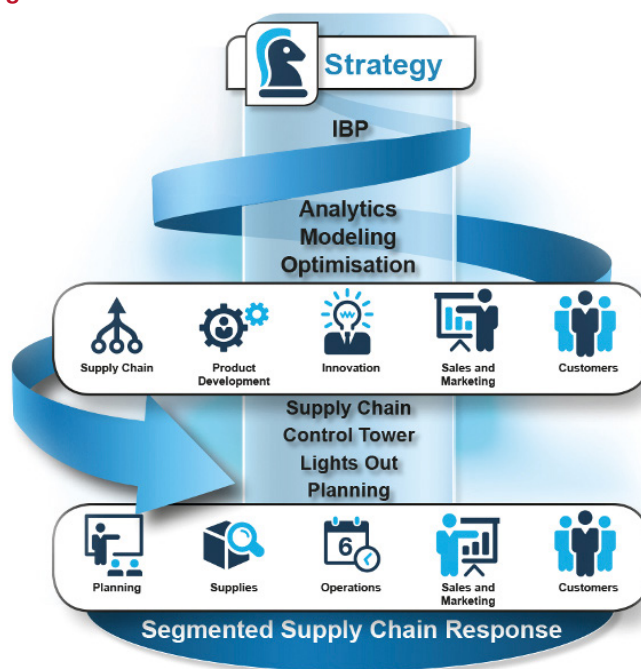 Strategy
IBP
Analytics
Modeling
Optimisation
Supply Chain
Product
Development
Innovation
Sales and
Marketing
Customers
Supply Chain
Control Tower
Lights Out
Planning
6
Planning
Supplies
Operations
Sales and
Marketing
Customers
Segmented Supply Chain Response